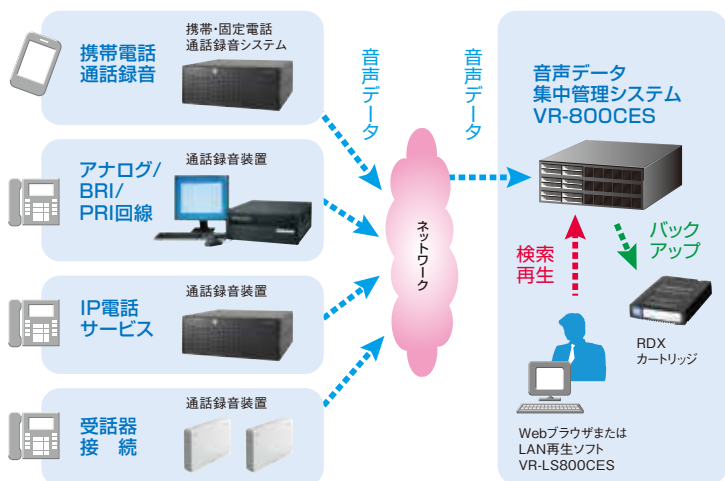 携帯電話
通話録音
携帯・固定電話
通話録音システム
アナログ/
BRI/
PRI回線
通話録音装置
IP電話
サービス
通話録音装置
受話器
接　続
通話録音装置
音声データ
ネットワーク
音声データ
音声データ
集中管理システム
VR-800CES
検索
再生
バック
アップ
RDX
カートリッジ
Webブラウザまたは
LAN再生ソフト
VR-LS800CES